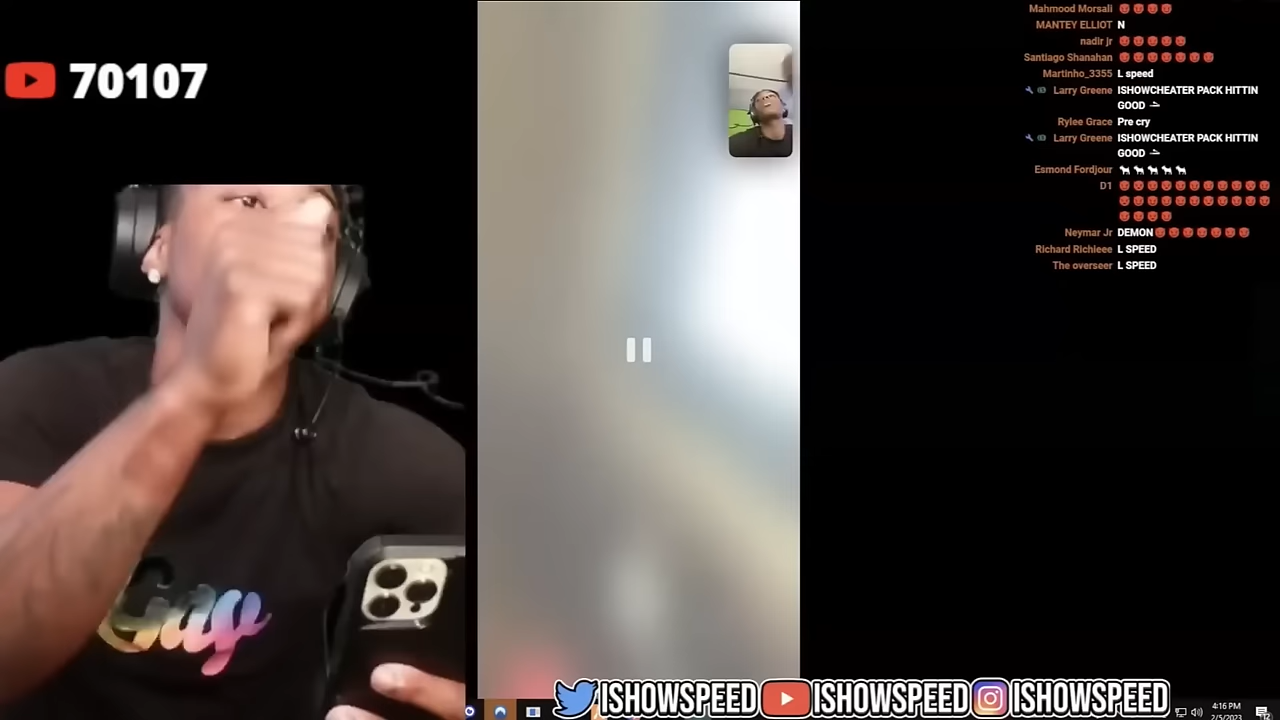 70107
Mahmood Morsali
MANTEY ELLIOT N
nadir jr
Santiago Shanahan
Martinho_3355 L speed
Larry Greene ISHOWCHEATER PACK HITTIN
GOOD
Rylee Grace Pre cry
Larry Greene ISHOWCHEATER PACK HITTIN
GOOD
Esmond Fordjour
D1
Neymar Jr DEMON
Richard Richieee L SPEED
The overseer L SPEED
Gay
ISHOWSPEED ISHOWSPEED ISHOWSPEED
4:16 PM